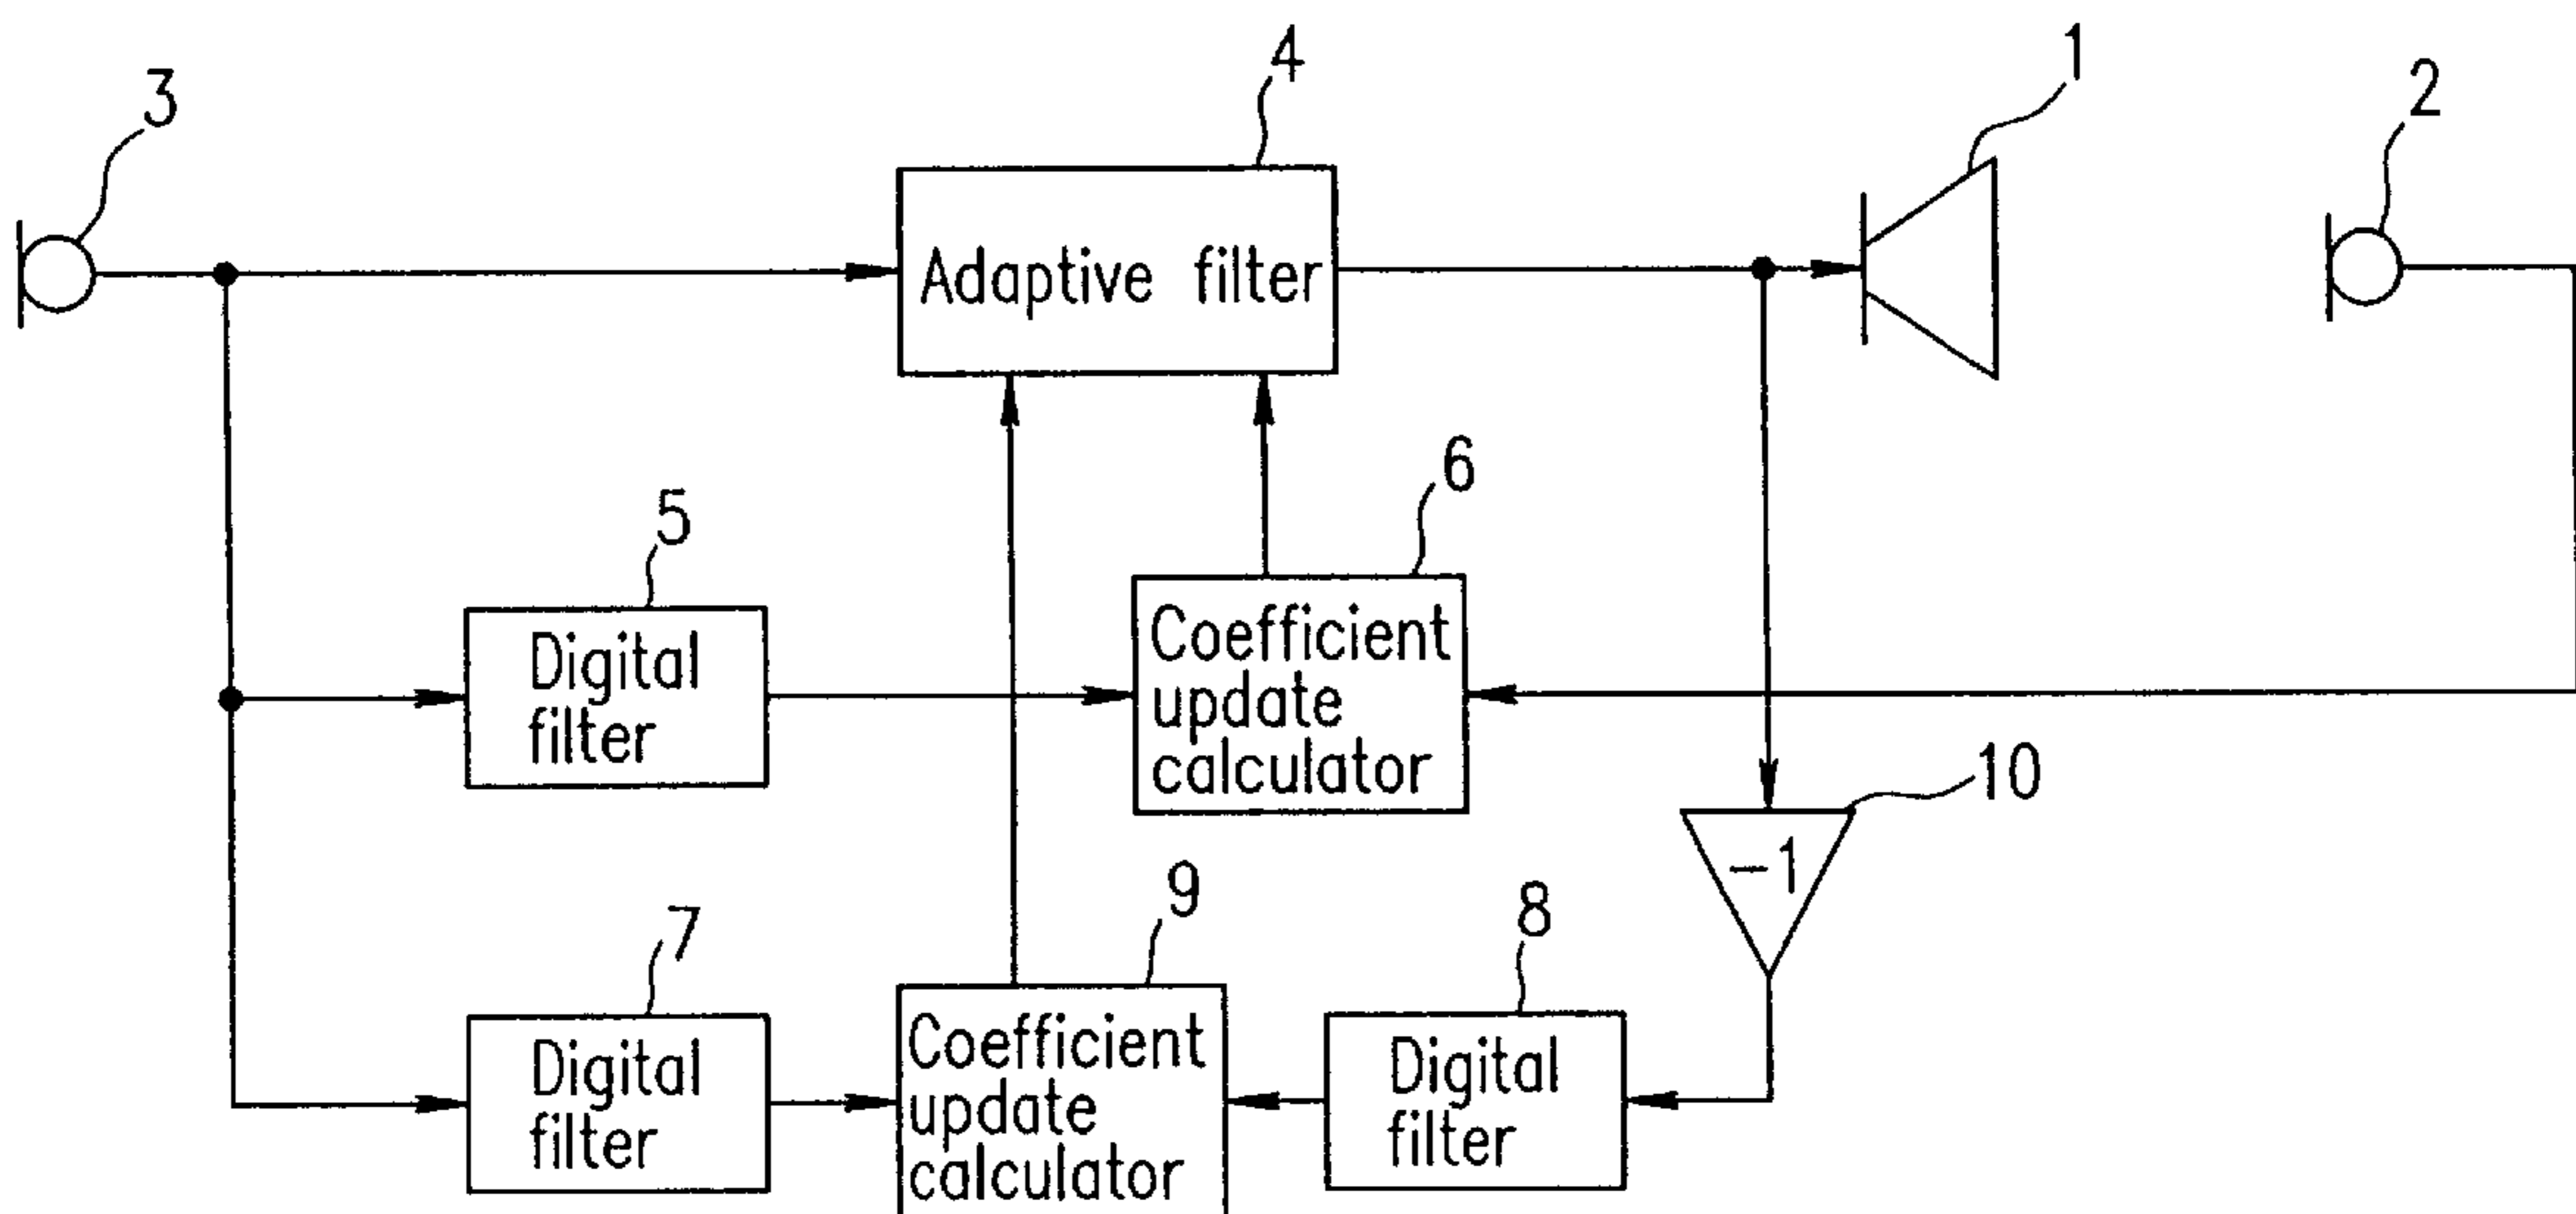 3
4
1
2
Adaptive filter
5
6
Digital
filter
Coefficient
update
calculator
10
-1
7
9
8
Digital
filter
Coefficient
update
calculator
Digital
filter